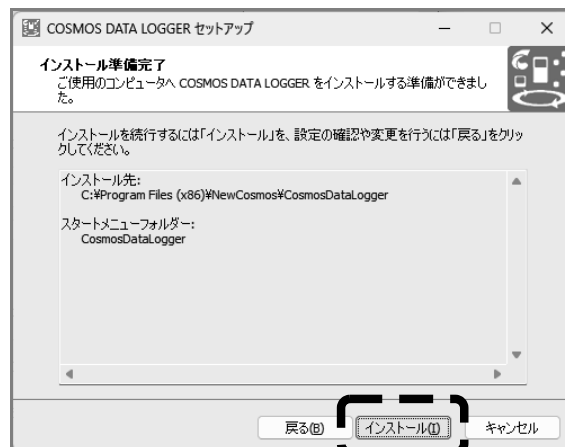 COSMOS DATA LOGGER セットアップ
インストール準備完了
ご使用のコンピュータへ COSMOS DATA LOGGER をインストールする準備ができまし
た。
インストールを続行するには「インストール」を、設定の確認や変更を行うには「戻る」をクリッ
クしてください。
インストール先:
C:¥Program Files (x86)¥NewCosmos¥CosmosDataLogger
スタートメニューフォルダー:
CosmosDataLogger
戻る(B) インストール(I) キャンセル